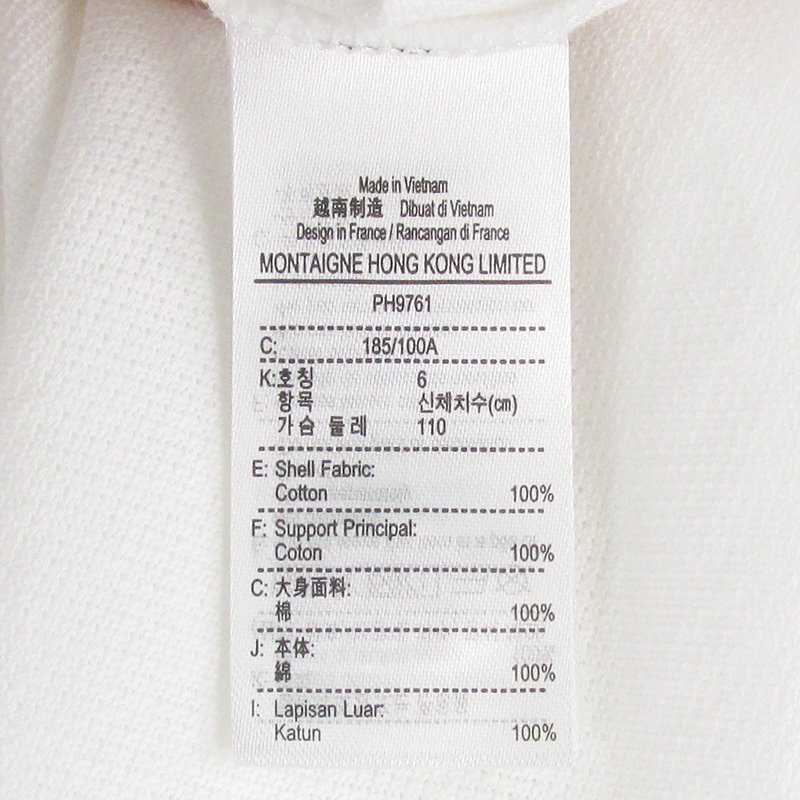 Made in Vietnam
越南制造 Dibuat di Vietnam
Design in France / Rancangan di France
MONTAIGNE HONG KONG LIMITED
PH9761
C: 185/100A
K:호칭 6
항목 신체치수(㎝)
가슴 둘레 110
E: Shell Fabric:
Cotton 100%
F: Support Principal:
Coton 100%
C: 大身面料:
棉 100%
J: 本体:
綿 100%
I: Lapisan Luar:
Katun 100%